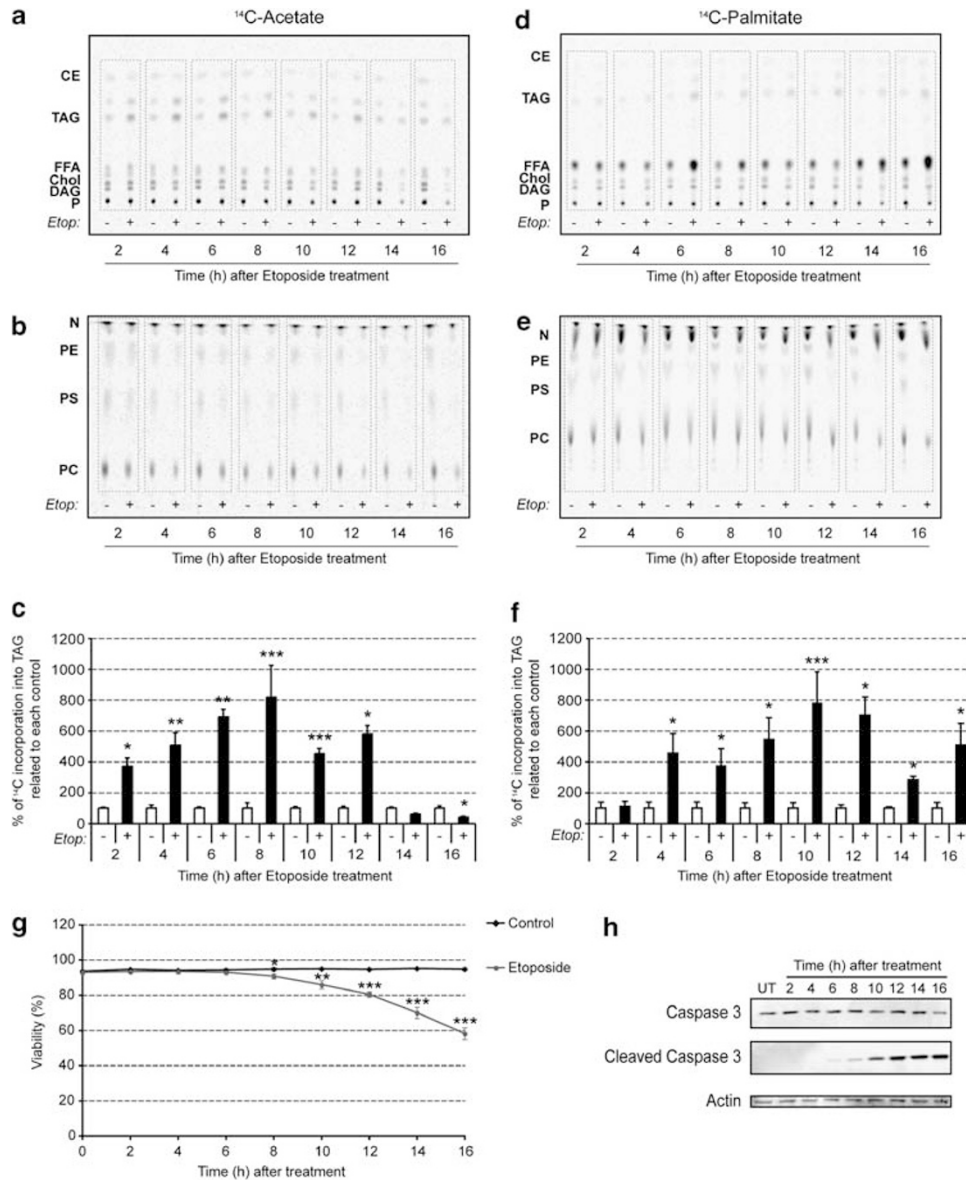 a
¹⁴C-Acetate
CE
TAG
FFA
Chol
DAG
P
Etop: - + - + - + - + - + - + - + - +
2 4 6 8 10 12 14 16
Time (h) after Etoposide treatment
d
¹⁴C-Palmitate
CE
TAG
FFA
Chol
DAG
P
Etop: - + - + - + - + - + - + - + - +
2 4 6 8 10 12 14 16
Time (h) after Etoposide treatment
b
N
PE
PS
PC
Etop: - + - + - + - + - + - + - + - +
2 4 6 8 10 12 14 16
Time (h) after Etoposide treatment
e
N
PE
PS
PC
Etop: - + - + - + - + - + - + - + - +
2 4 6 8 10 12 14 16
Time (h) after Etoposide treatment
c
% of ¹⁴C incorporation into TAG
related to each control
1200
1000
800
600
400
200
0
* ** ** *** *** * *
Etop: - + - + - + - + - + - + - + - +
2 4 6 8 10 12 14 16
Time (h) after Etoposide treatment
f
% of ¹⁴C incorporation into TAG
related to each control
1200
1000
800
600
400
200
0
* * * *** * * *
Etop: - + - + - + - + - + - + - + - +
2 4 6 8 10 12 14 16
Time (h) after Etoposide treatment
g
Viability (%)
120
100
80
60
40
20
0
* ** *** *** ***
0 2 4 6 8 10 12 14 16
Time (h) after treatment
Control
Etoposide
h
Time (h) after treatment
UT 2 4 6 8 10 12 14 16
Caspase 3
Cleaved Caspase 3
Actin